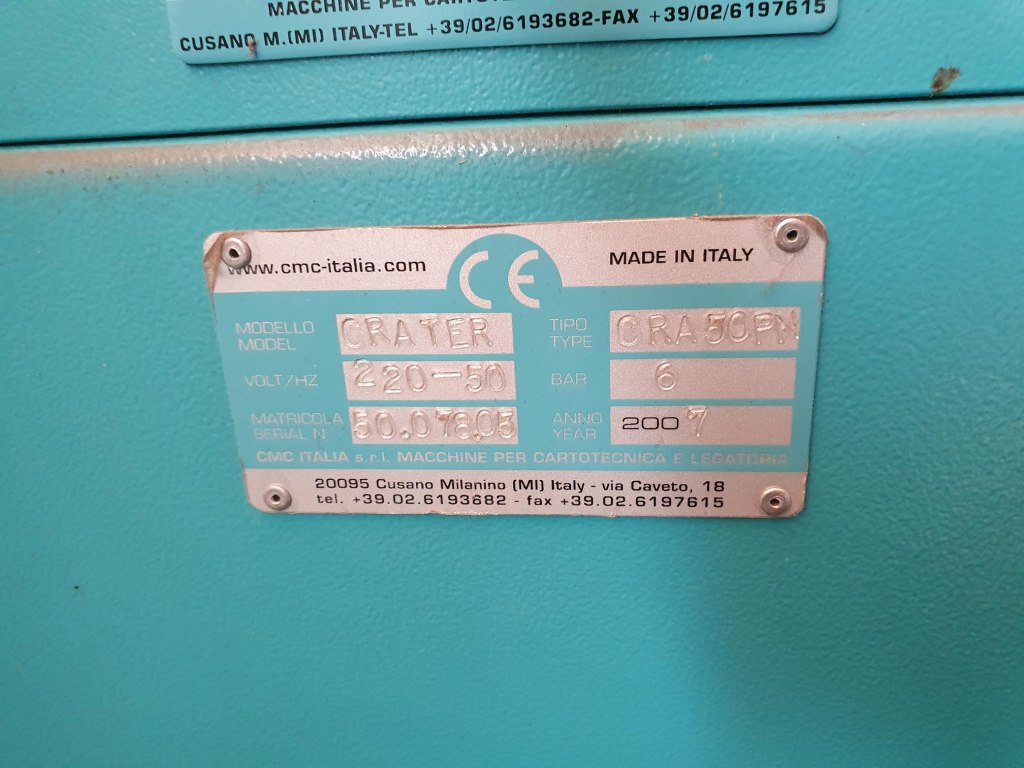 MACCHINE PER
CUSANO M.(MI) ITALY-TEL +39/02/6193682-FAX +39/02/6197615
www.cmc-italia.com CE MADE IN ITALY
MODELLO CRATER TIPO CRA50PN
MODEL TYPE
VOLT/HZ 220-50 BAR 6
MATRICOLA 50.078.05 ANNO 2007
SERIAL N YEAR
CMC ITALIA s.r.l. MACCHINE PER CARTOTECNICA E LEGATORIA
20095 Cusano Milanino (MI) Italy - via Caveto, 18
tel. +39.02.6193682 - fax +39.02.6197615